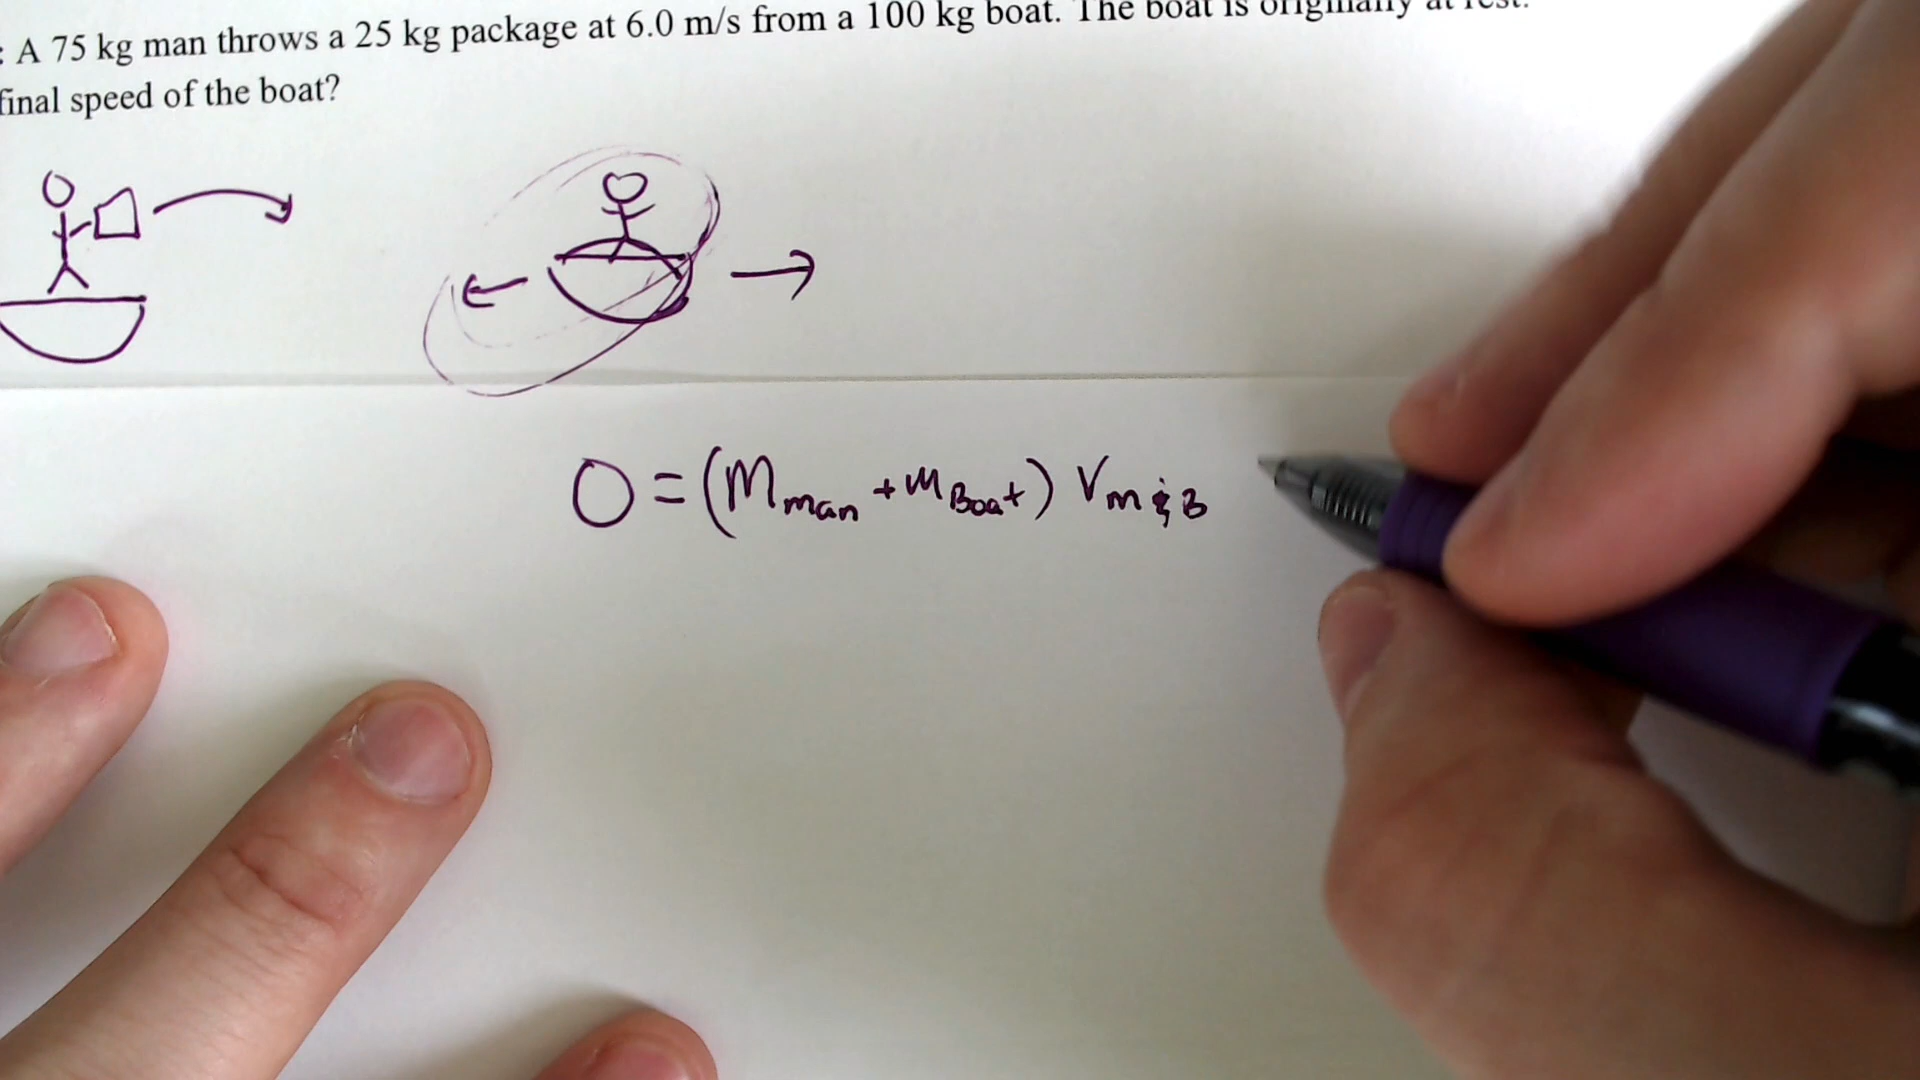 : A 75 kg man throws a 25 kg package at 6.0 m/s from a 100 kg boat. The boat is originally at rest.
final speed of the boat?
O = (Mman + MBoat) Vm & B